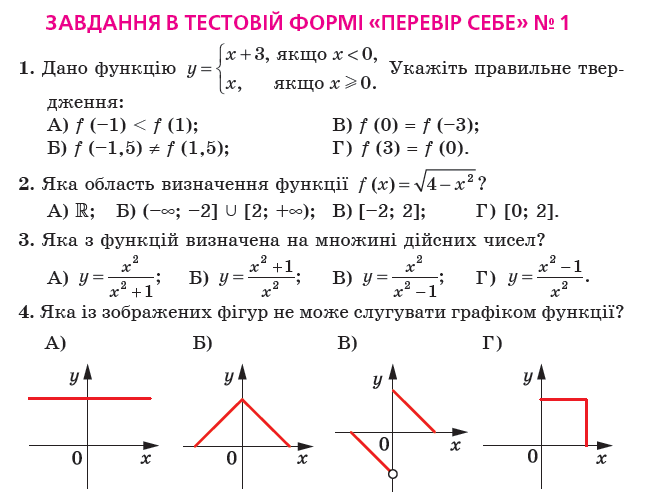 ЗАВДАННЯ В ТЕСТОВІЙ ФОРМІ «ПЕРЕВІР СЕБЕ» № 1
1. Дано функцію y = { x + 3, якщо x < 0, x, якщо x ⩾ 0. Укажіть правильне твер-
дження:
А) f (−1) < f (1); В) f (0) = f (−3);
Б) f (−1,5) ≠ f (1,5); Г) f (3) = f (0).
2. Яка область визначення функції f (x) = √(4 − x²) ?
А) ℝ; Б) (−∞; −2] ∪ [2; +∞); В) [−2; 2]; Г) [0; 2].
3. Яка з функцій визначена на множині дійсних чисел?
А) y = x²/(x² + 1); Б) y = (x² + 1)/x²; В) y = x²/(x² − 1); Г) y = (x² − 1)/x².
4. Яка із зображених фігур не може слугувати графіком функції?
А) Б) В) Г)
y y y y
0 x 0 x 0 x 0 x